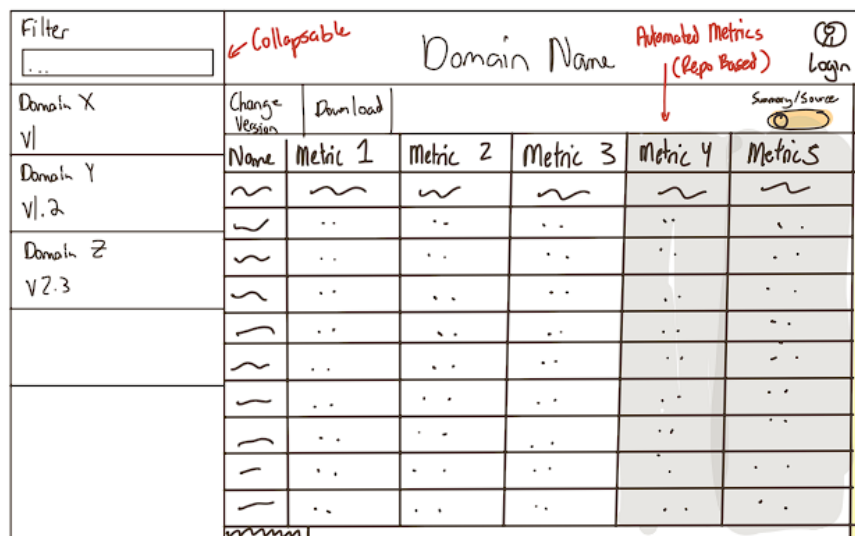 Filter
...
Collapsable
Domain Name
Automated Metrics
(Repo Based)
Login
Domain X
V1
Domain Y
V1.2
Domain Z
V2.3
Change
Version
Download
Summary/Source
Name Metric 1 Metric 2 Metric 3 Metric 4 Metric5